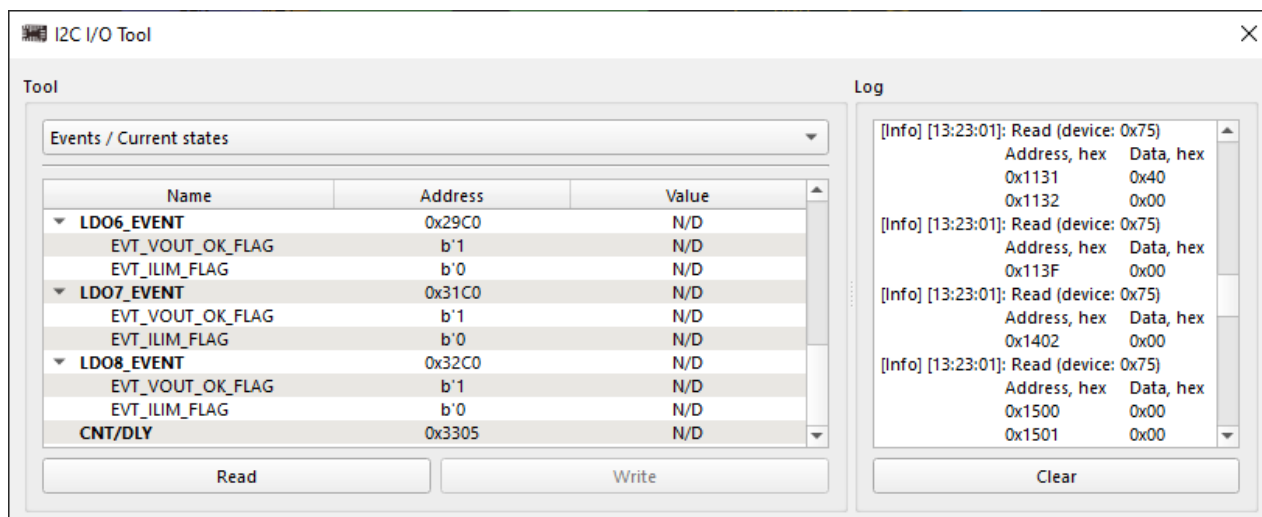 I2C I/O Tool
Tool
Events / Current states
Name Address Value
LDO6_EVENT 0x29C0 N/D
EVT_VOUT_OK_FLAG b'1 N/D
EVT_ILIM_FLAG b'0 N/D
LDO7_EVENT 0x31C0 N/D
EVT_VOUT_OK_FLAG b'1 N/D
EVT_ILIM_FLAG b'0 N/D
LDO8_EVENT 0x32C0 N/D
EVT_VOUT_OK_FLAG b'1 N/D
EVT_ILIM_FLAG b'0 N/D
CNT/DLY 0x3305 N/D
Read Write
Log
[Info] [13:23:01]: Read (device: 0x75)
Address, hex Data, hex
0x1131 0x40
0x1132 0x00
[Info] [13:23:01]: Read (device: 0x75)
Address, hex Data, hex
0x113F 0x00
[Info] [13:23:01]: Read (device: 0x75)
Address, hex Data, hex
0x1402 0x00
[Info] [13:23:01]: Read (device: 0x75)
Address, hex Data, hex
0x1500 0x00
0x1501 0x00
Clear